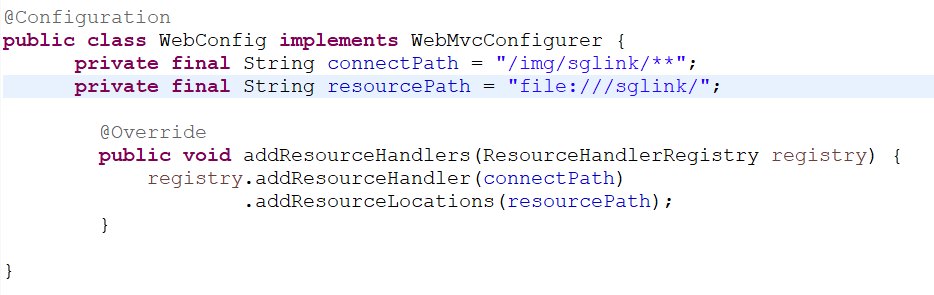 @Configuration
public class WebConfig implements WebMvcConfigurer {
private final String connectPath = "/img/sglink/**";
private final String resourcePath = "file:///sglink/";
@Override
public void addResourceHandlers(ResourceHandlerRegistry registry) {
registry.addResourceHandler(connectPath)
.addResourceLocations(resourcePath);
}
}